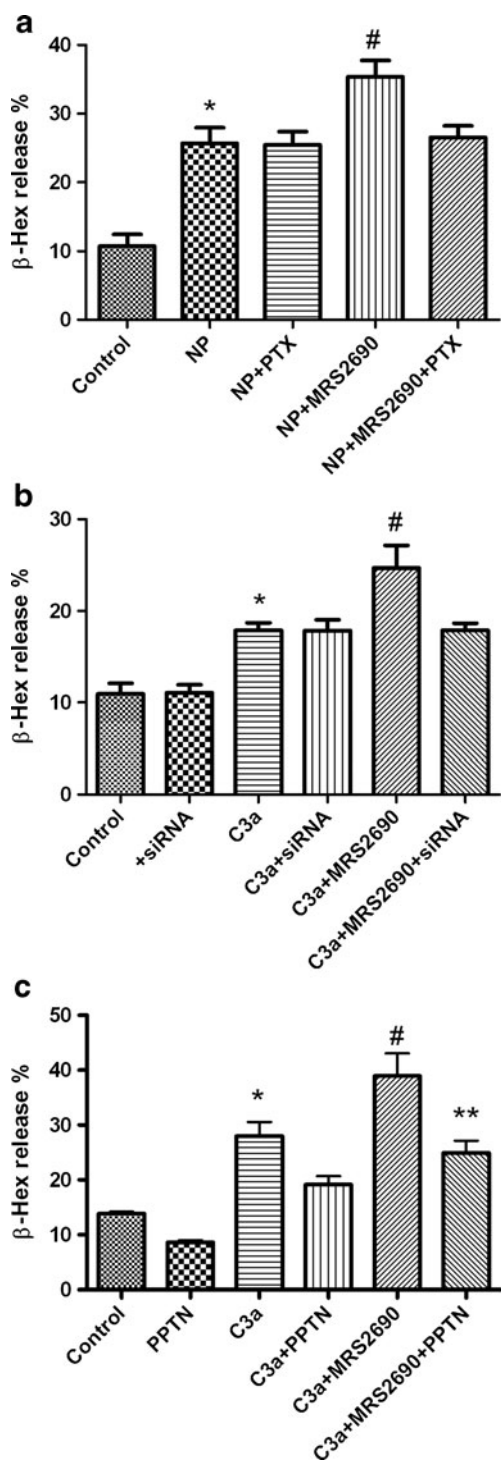 a
β-Hex release %
40
30
20
10
0
*
#
Control
NP
NP+PTX
NP+MRS2690
NP+MRS2690+PTX
b
β-Hex release %
30
20
10
0
*
#
Control
+siRNA
C3a
C3a+siRNA
C3a+MRS2690
C3a+MRS2690+siRNA
c
β-Hex release %
50
40
30
20
10
0
*
#
**
Control
PPTN
C3a
C3a+PPTN
C3a+MRS2690
C3a+MRS2690+PPTN